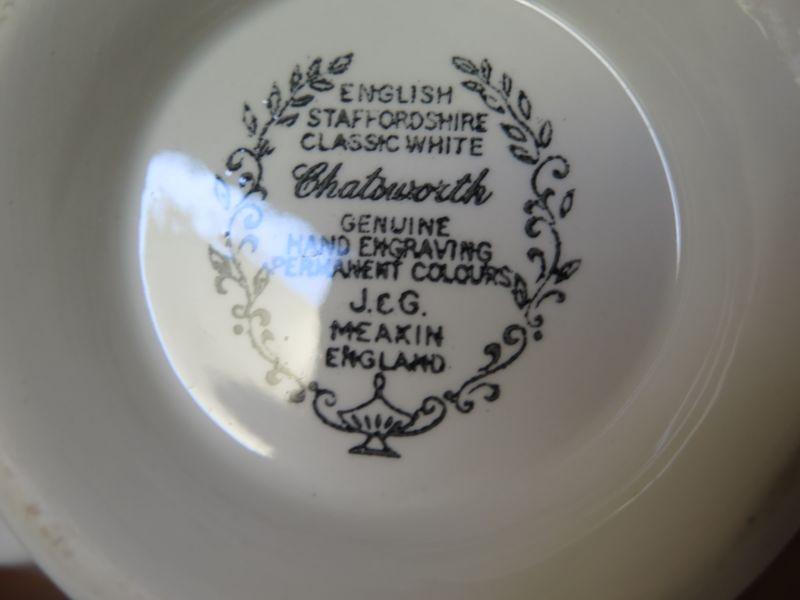 ENGLISH
STAFFORDSHIRE
CLASSIC WHITE
Chatsworth
GENUINE
HAND ENGRAVING
PERMANENT COLOURS
J.&G.
MEAKIN
ENGLAND